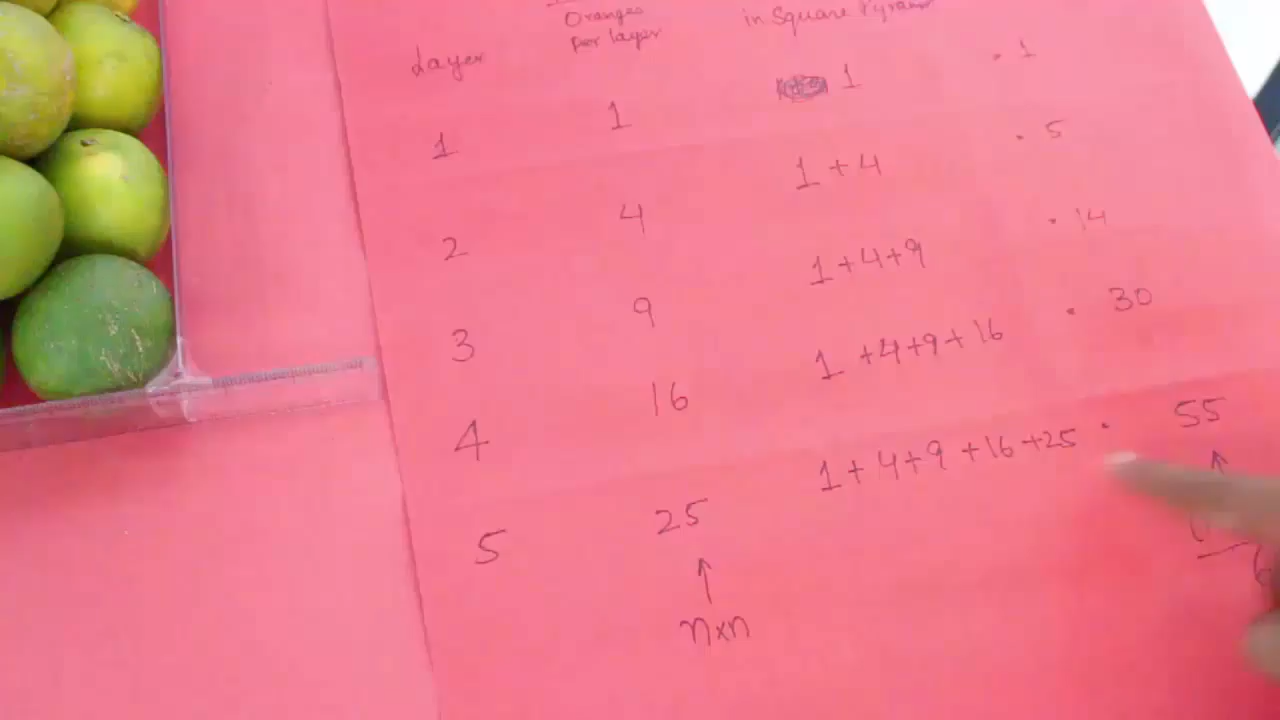 Oranges
per layer
in Square Pyramid
Layer
1 1 1 · 1
2 4 1 + 4 · 5
3 9 1 + 4 + 9 · 14
4 16 1 + 4 + 9 + 16 · 30
5 25 1 + 4 + 9 + 16 + 25 · 55
↑ ↑
n×n